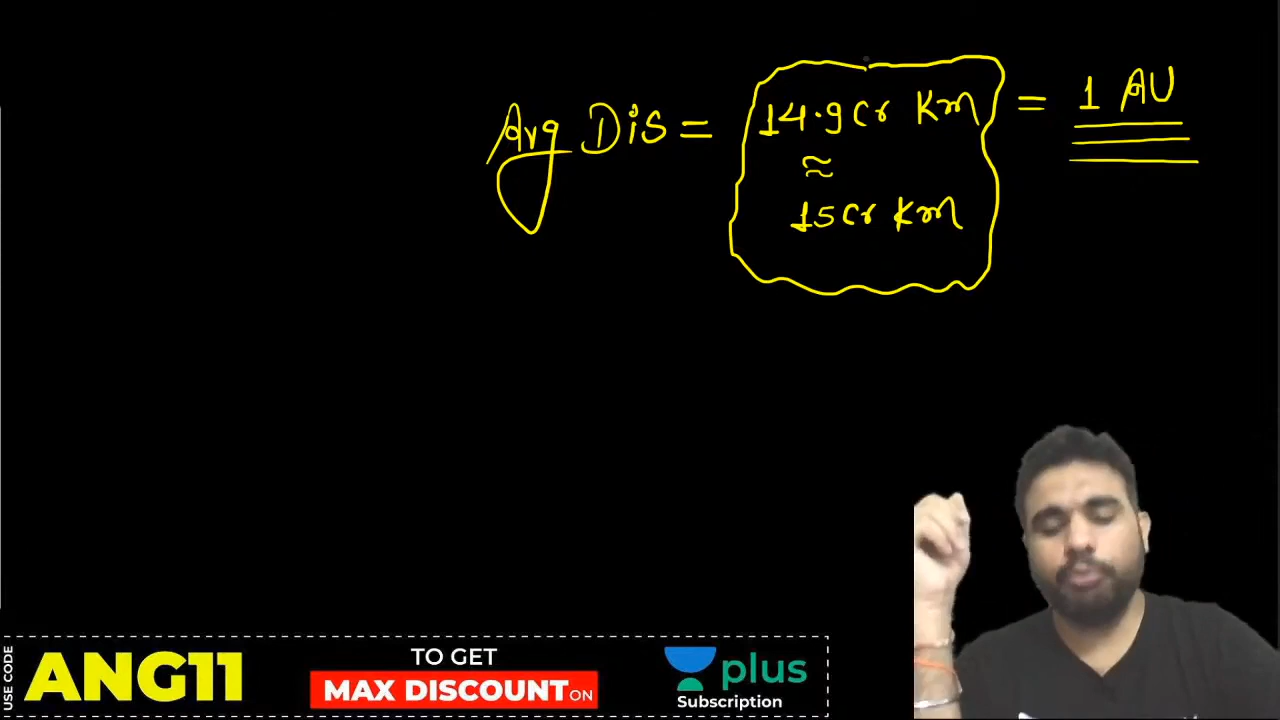 Avg Dis = 14.9 Cr Km = 1 AU
≈
15 Cr Km
USE CODE
ANG11
TO GET
MAX DISCOUNT ON
plus
Subscription